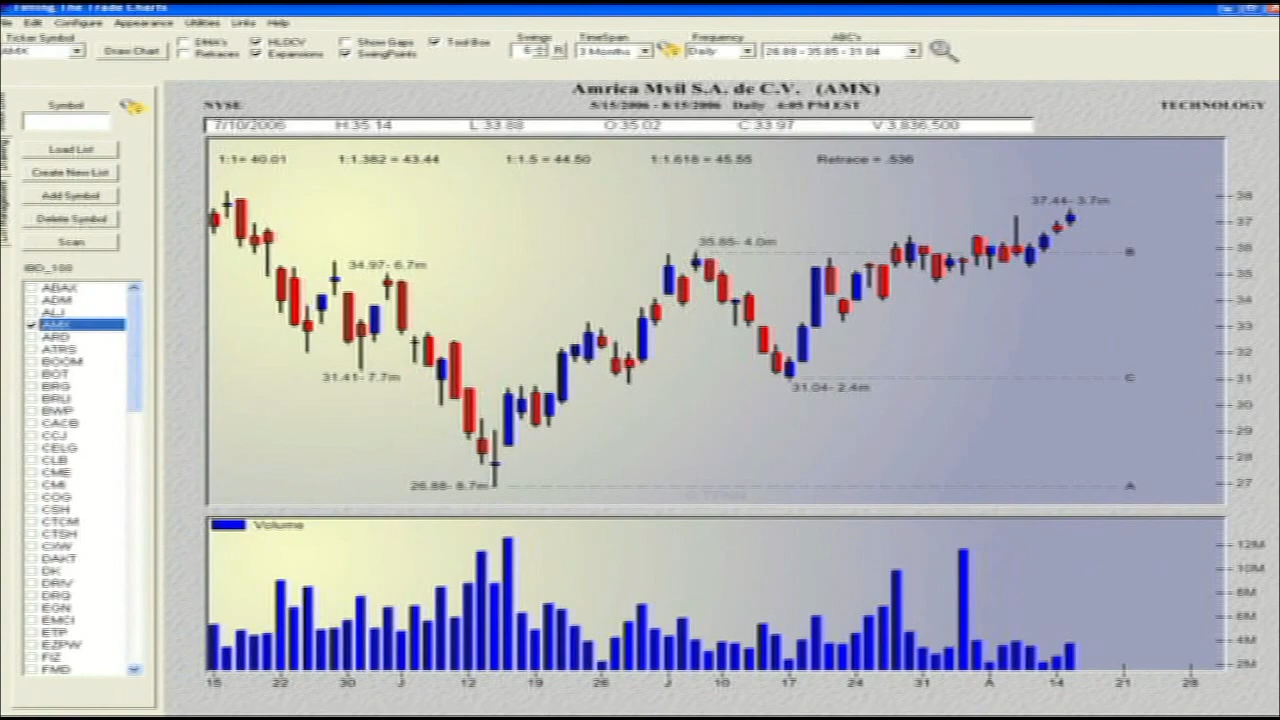 Timing The Trade Charts
Edit Configure Appearance Utilities Links Help
Ticker Symbol
AMX
Draw Chart
DMA's
Retraces
HLOCV
Expansions
Show Gaps
SwingPoints
Tool Box
Swings
6
R
TimeSpan
3 Months
Frequency
Daily
ABC's
26.88 - 35.85 - 31.04
Symbol
Load List
Create New List
Add Symbol
Delete Symbol
Scan
IBD_100
ABAX
ADM
ALJ
AMX
ARD
ATRS
BOOM
BOT
BRG
BRLI
BWP
CACB
CCJ
CELG
CLB
CME
CMI
COG
CSH
CTCM
CTSH
CXW
DAKT
DK
DRIV
DRQ
EGN
EMCI
ETP
EZPW
FIZ
FMD
Amrica Mvil S.A. de C.V. (AMX)
NYSE
5/15/2006 - 8/15/2006 Daily 4:05 PM EST
TECHNOLOGY
7/10/2006 H 35.14 L 33.88 O 35.02 C 33.97 V 3,836,500
1:1= 40.01 1:1.382 = 43.44 1:1.5 = 44.50 1:1.618 = 45.55 Retrace = .536
37.44- 3.7m
35.85- 4.0m
34.97- 6.7m
31.41- 7.7m
31.04- 2.4m
26.88- 8.7m
B
C
A
38
37
36
35
34
33
32
31
30
29
28
27
Volume
12M
10M
8M
6M
4M
2M
15 22 30 J 12 19 26 J 10 17 24 31 A 14 21 28